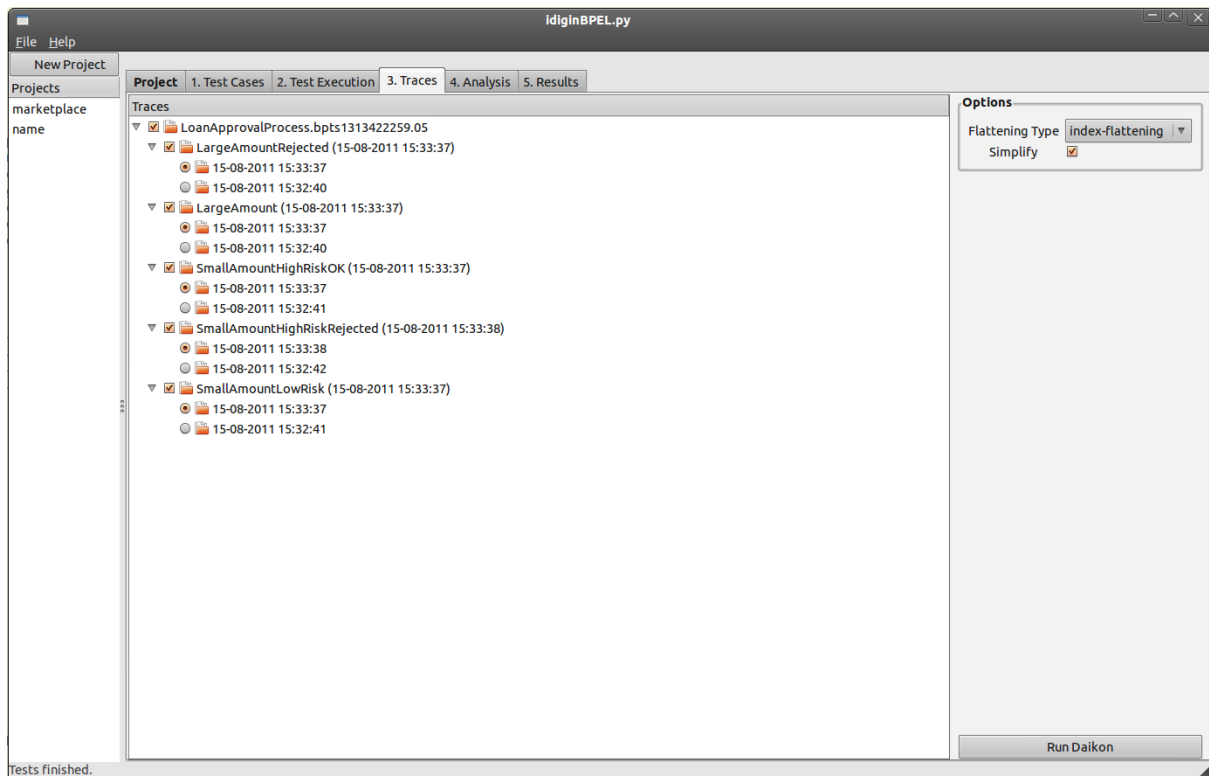 idiginBPEL.py
File Help
New Project
Projects
marketplace
name
Project 1. Test Cases 2. Test Execution 3. Traces 4. Analysis 5. Results
Traces
LoanApprovalProcess.bpts1313422259.05
LargeAmountRejected (15-08-2011 15:33:37)
15-08-2011 15:33:37
15-08-2011 15:32:40
LargeAmount (15-08-2011 15:33:37)
15-08-2011 15:33:37
15-08-2011 15:32:40
SmallAmountHighRiskOK (15-08-2011 15:33:37)
15-08-2011 15:33:37
15-08-2011 15:32:41
SmallAmountHighRiskRejected (15-08-2011 15:33:38)
15-08-2011 15:33:38
15-08-2011 15:32:42
SmallAmountLowRisk (15-08-2011 15:33:37)
15-08-2011 15:33:37
15-08-2011 15:32:41
Options
Flattening Type index-flattening
Simplify
Run Daikon
Tests finished.